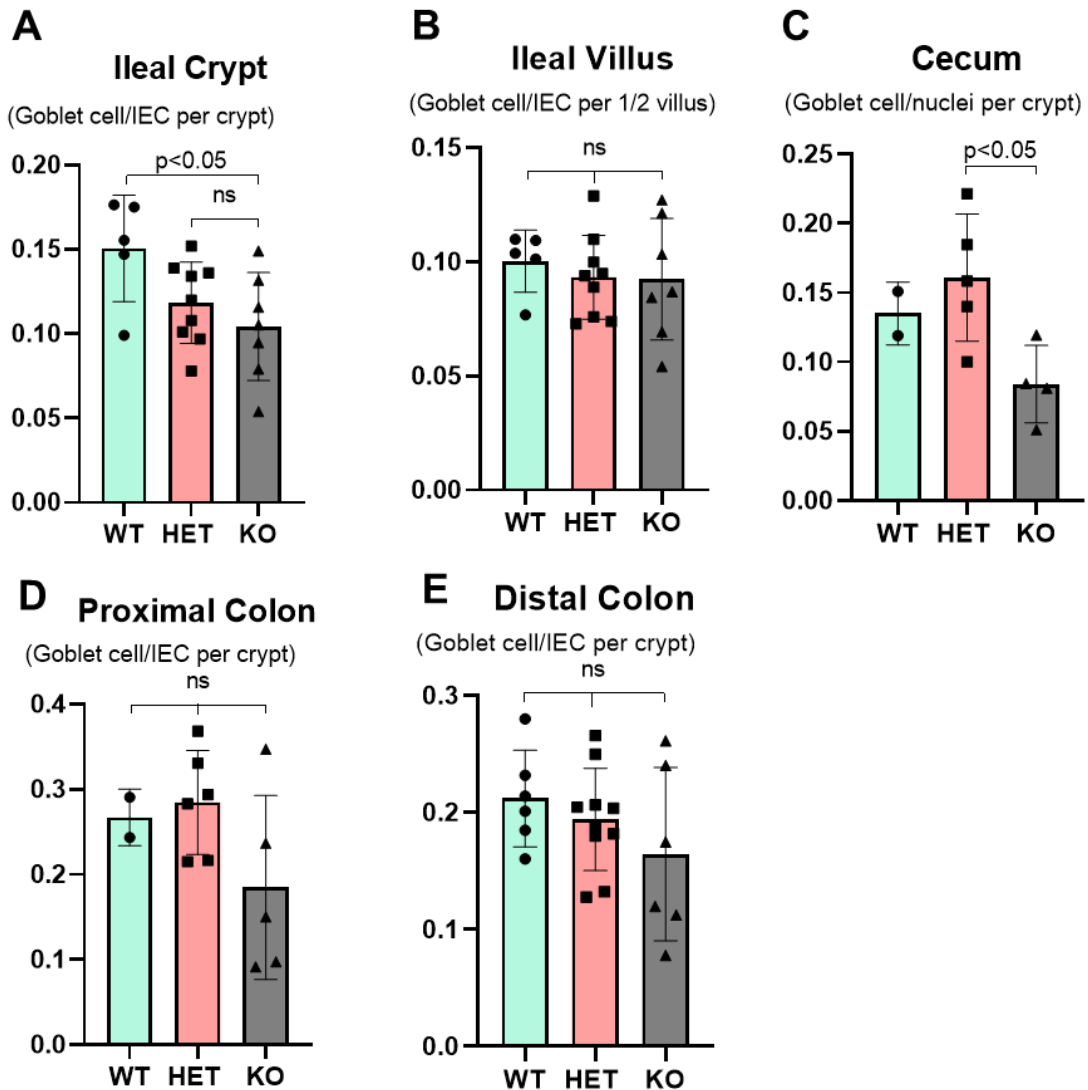 A
Ileal Crypt
(Goblet cell/IEC per crypt)
p<0.05
ns
0.20
0.15
0.10
0.05
0.00
WT HET KO
B
Ileal Villus
(Goblet cell/IEC per 1/2 villus)
ns
0.15
0.10
0.05
0.00
WT HET KO
C
Cecum
(Goblet cell/nuclei per crypt)
p<0.05
0.25
0.20
0.15
0.10
0.05
0.00
WT HET KO
D
Proximal Colon
(Goblet cell/IEC per crypt)
ns
0.4
0.3
0.2
0.1
0.0
WT HET KO
E
Distal Colon
(Goblet cell/IEC per crypt)
ns
0.3
0.2
0.1
0.0
WT HET KO